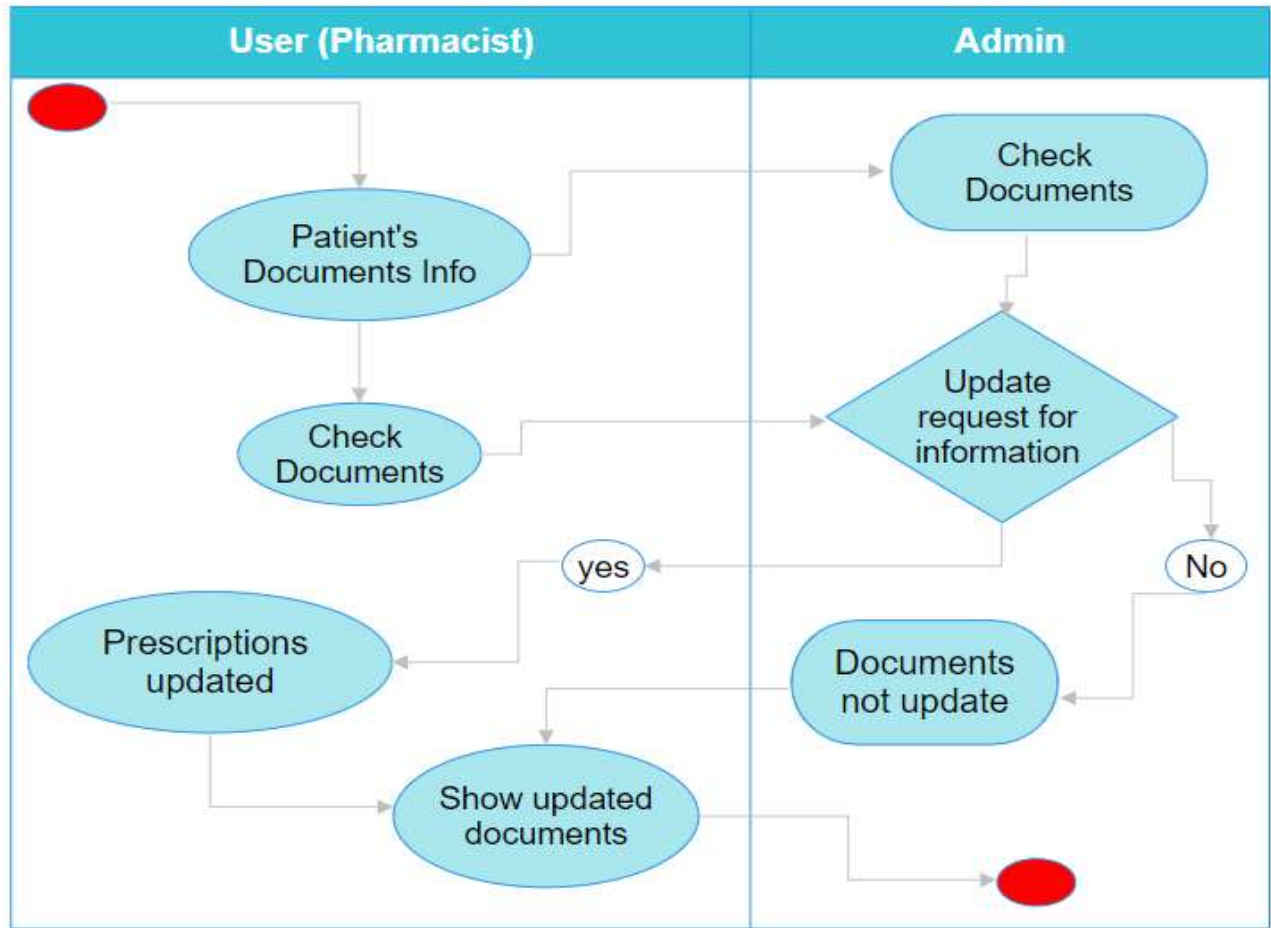 User (Pharmacist)
Admin
Check
Documents
Patient's
Documents Info
Update
request for
information
Check
Documents
yes
No
Prescriptions
updated
Documents
not update
Show updated
documents